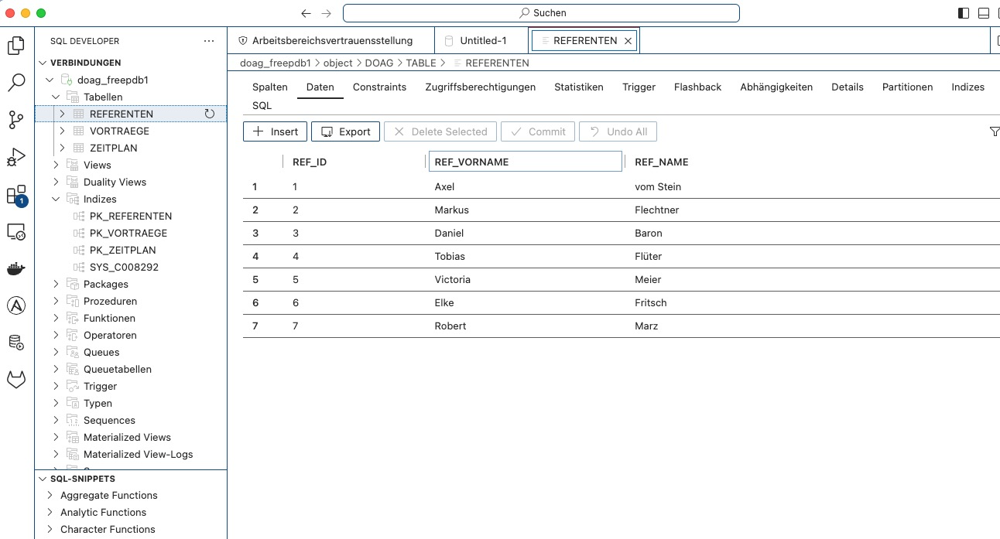 Suchen
SQL DEVELOPER ...
VERBINDUNGEN
doag_freepdb1
Tabellen
REFERENTEN
VORTRAEGE
ZEITPLAN
Views
Duality Views
Indizes
PK_REFERENTEN
PK_VORTRAEGE
PK_ZEITPLAN
SYS_C008292
Packages
Prozeduren
Funktionen
Operatoren
Queues
Queuetabellen
Trigger
Typen
Sequences
Materialized Views
Materialized View-Logs
SQL-SNIPPETS
Aggregate Functions
Analytic Functions
Character Functions
1
Arbeitsbereichsvertrauensstellung Untitled-1 REFERENTEN
doag_freepdb1 > object > DOAG > TABLE > REFERENTEN
Spalten Daten Constraints Zugriffsberechtigungen Statistiken Trigger Flashback Abhängigkeiten Details Partitionen Indizes
SQL
Insert Export Delete Selected Commit Undo All
REF_ID REF_VORNAME REF_NAME
1 1 Axel vom Stein
2 2 Markus Flechtner
3 3 Daniel Baron
4 4 Tobias Flüter
5 5 Victoria Meier
6 6 Elke Fritsch
7 7 Robert Marz